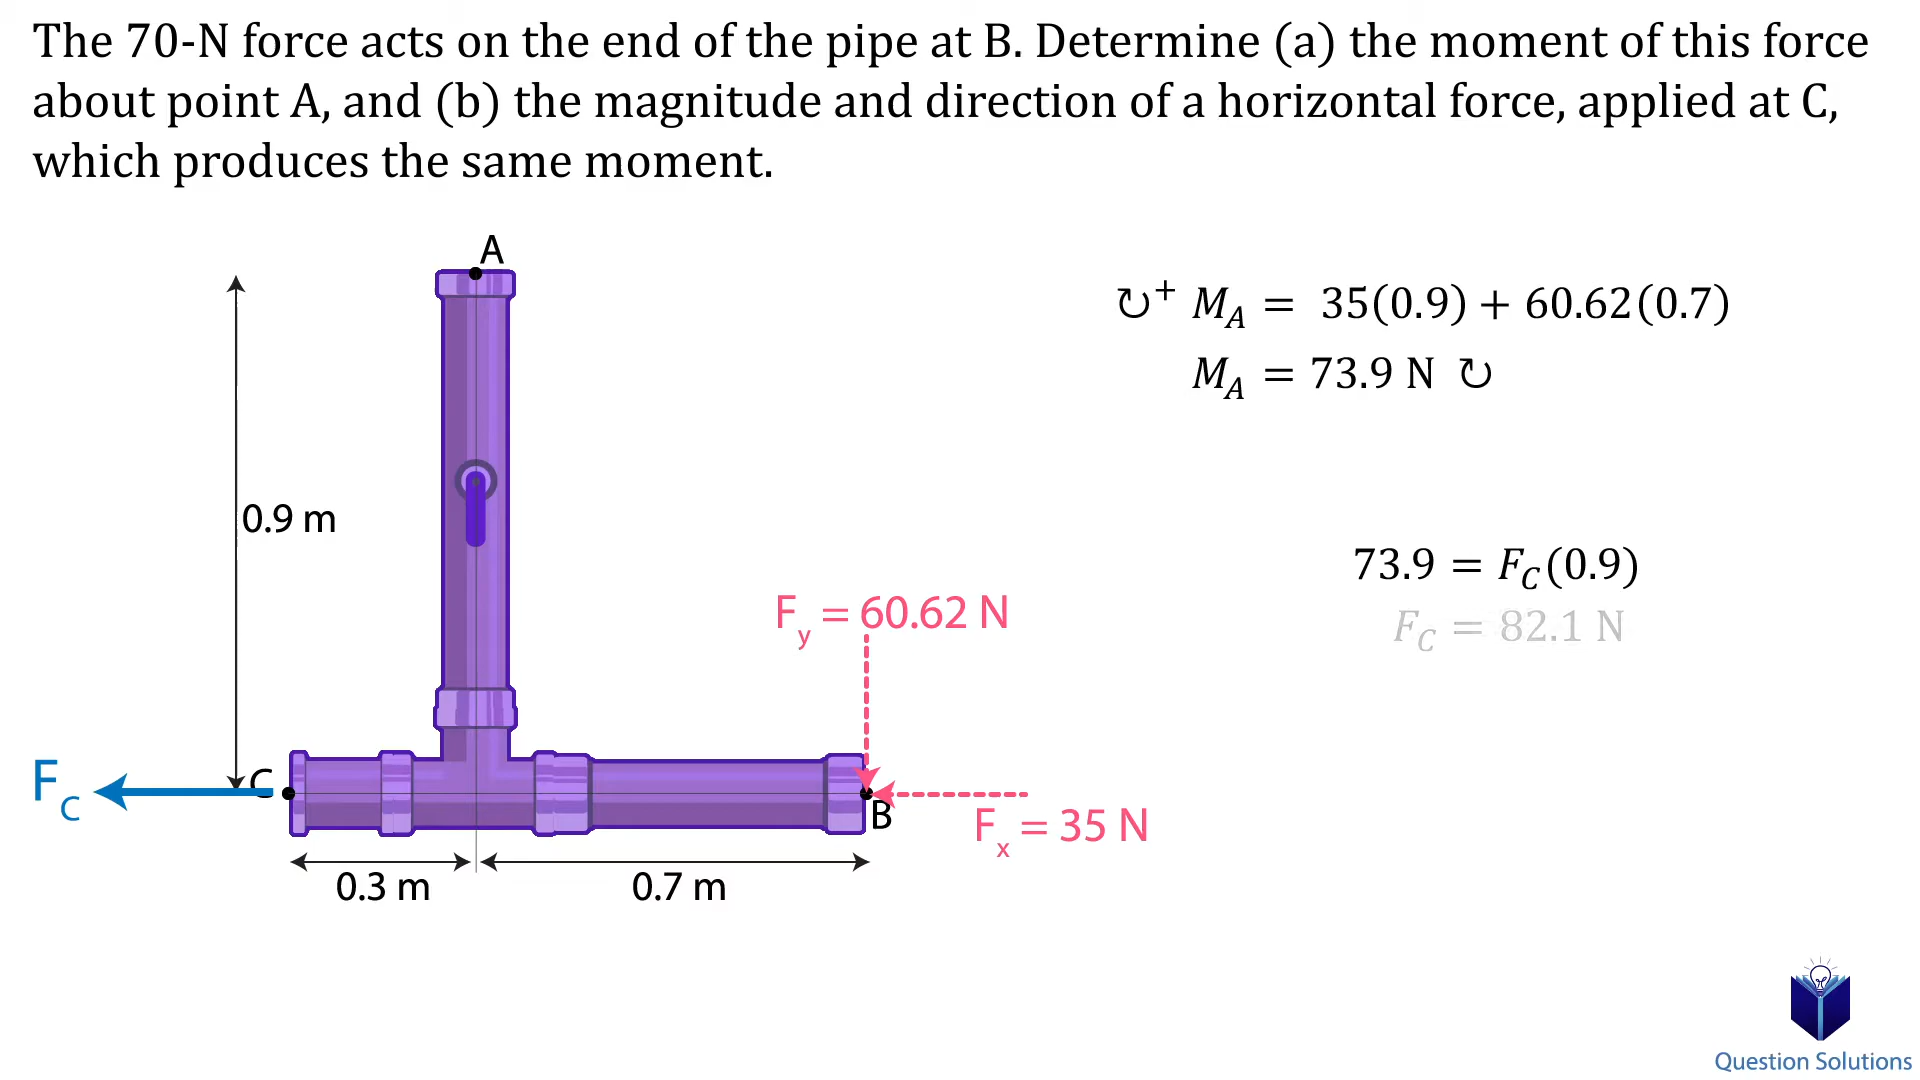 The 70-N force acts on the end of the pipe at B. Determine (a) the moment of this force
about point A, and (b) the magnitude and direction of a horizontal force, applied at C,
which produces the same moment.
A
↻⁺ M_A = 35(0.9) + 60.62(0.7)
M_A = 73.9 N ↻
0.9 m
73.9 = F_C(0.9)
F_y = 60.62 N
F_C = 82.1 N
F_C
C
B
F_x = 35 N
0.3 m
0.7 m
Question Solutions